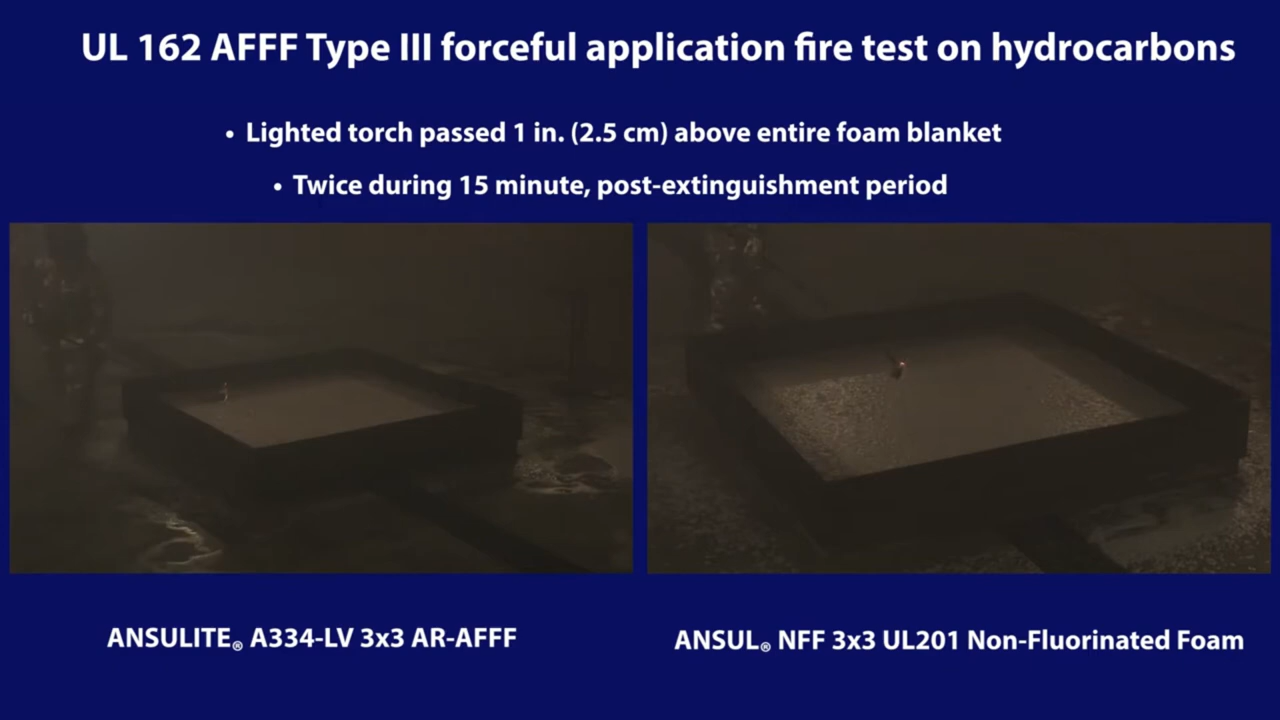 UL 162 AFFF Type III forceful application fire test on hydrocarbons
• Lighted torch passed 1 in. (2.5 cm) above entire foam blanket
• Twice during 15 minute, post-extinguishment period
ANSULITE® A334-LV 3x3 AR-AFFF
ANSUL® NFF 3x3 UL201 Non-Fluorinated Foam